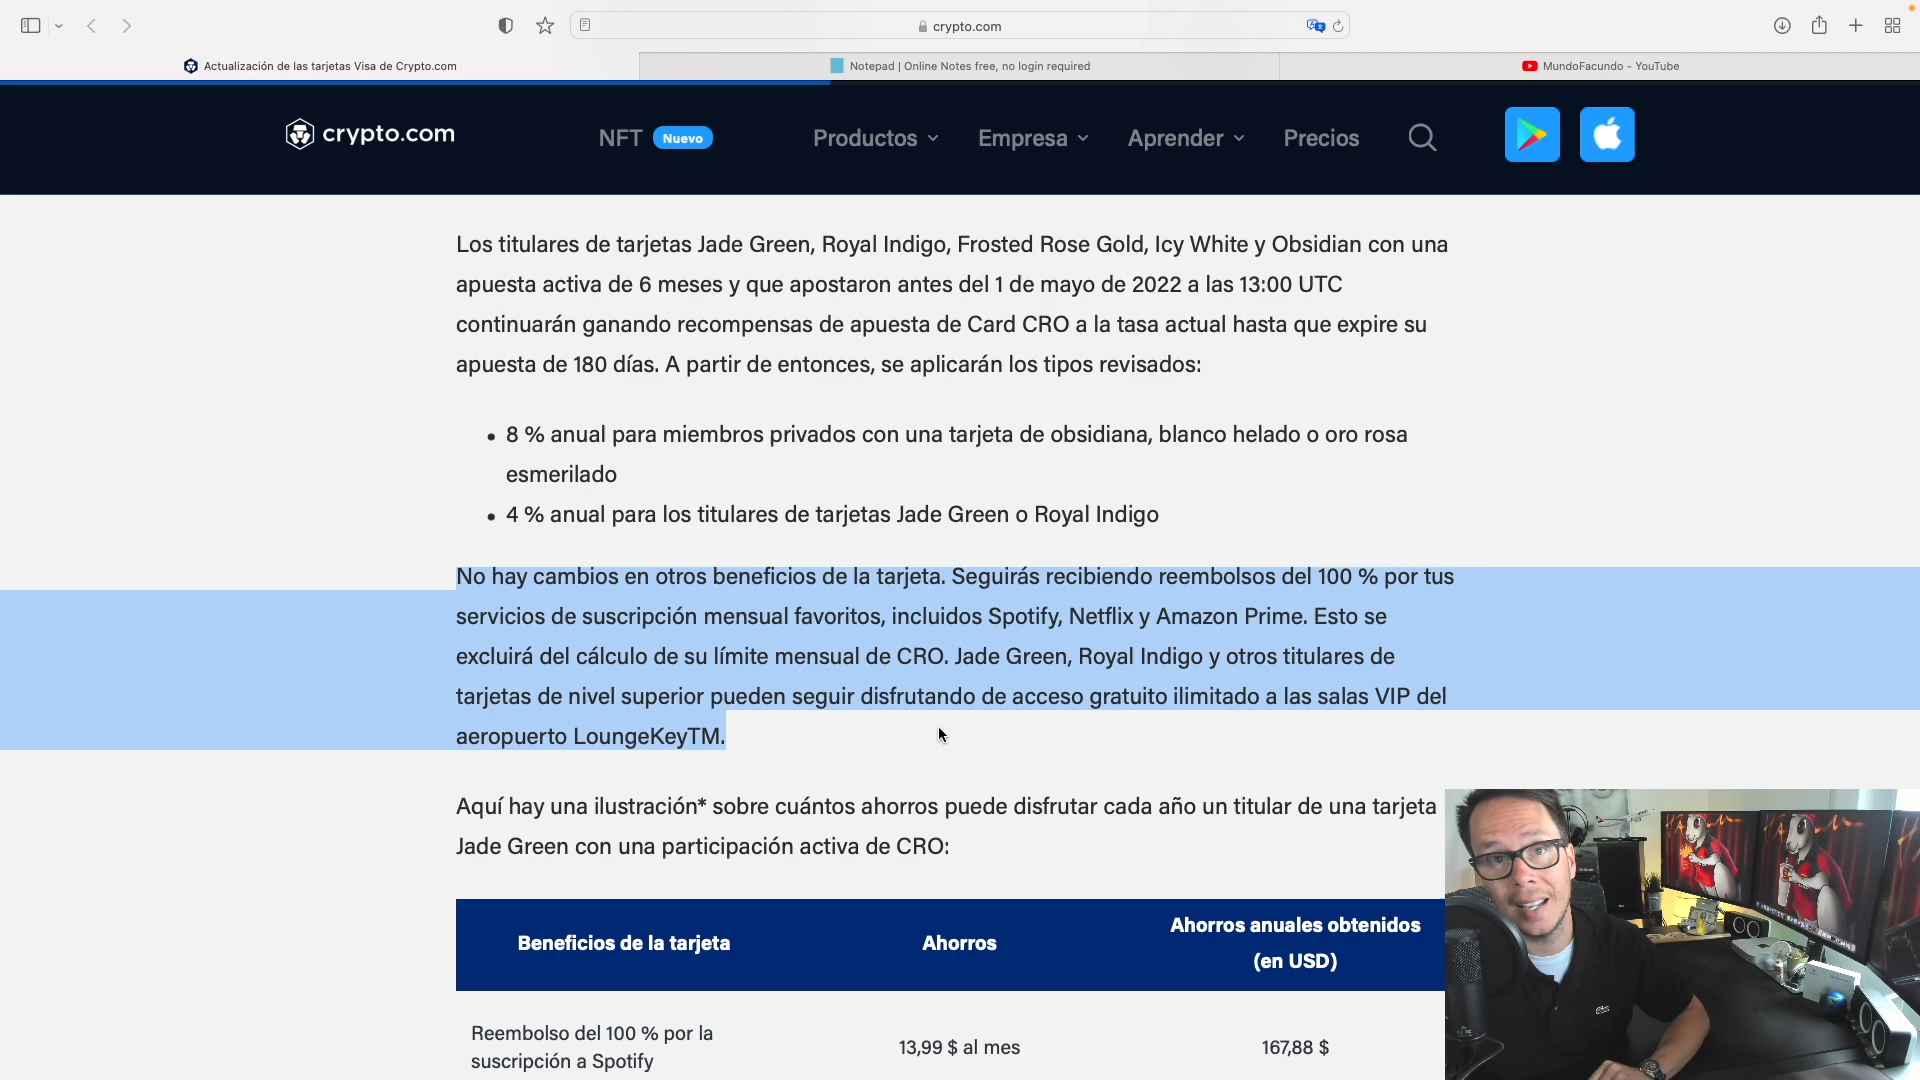 crypto.com
Actualización de las tarjetas Visa de Crypto.com
Notepad | Online Notes free, no login required
MundoFacundo - YouTube
crypto.com
NFT
Nuevo
Productos
Empresa
Aprender
Precios
Los titulares de tarjetas Jade Green, Royal Indigo, Frosted Rose Gold, Icy White y Obsidian con una
apuesta activa de 6 meses y que apostaron antes del 1 de mayo de 2022 a las 13:00 UTC
continuarán ganando recompensas de apuesta de Card CRO a la tasa actual hasta que expire su
apuesta de 180 días. A partir de entonces, se aplicarán los tipos revisados:
• 8 % anual para miembros privados con una tarjeta de obsidiana, blanco helado o oro rosa
esmerilado
• 4 % anual para los titulares de tarjetas Jade Green o Royal Indigo
No hay cambios en otros beneficios de la tarjeta. Seguirás recibiendo reembolsos del 100 % por tus
servicios de suscripción mensual favoritos, incluidos Spotify, Netflix y Amazon Prime. Esto se
excluirá del cálculo de su límite mensual de CRO. Jade Green, Royal Indigo y otros titulares de
tarjetas de nivel superior pueden seguir disfrutando de acceso gratuito ilimitado a las salas VIP del
aeropuerto LoungeKeyTM.
Aquí hay una ilustración* sobre cuántos ahorros puede disfrutar cada año un titular de una tarjeta
Jade Green con una participación activa de CRO:
Beneficios de la tarjeta
Ahorros
Ahorros anuales obtenidos
(en USD)
Reembolso del 100 % por la
suscripción a Spotify
13,99 $ al mes
167,88 $